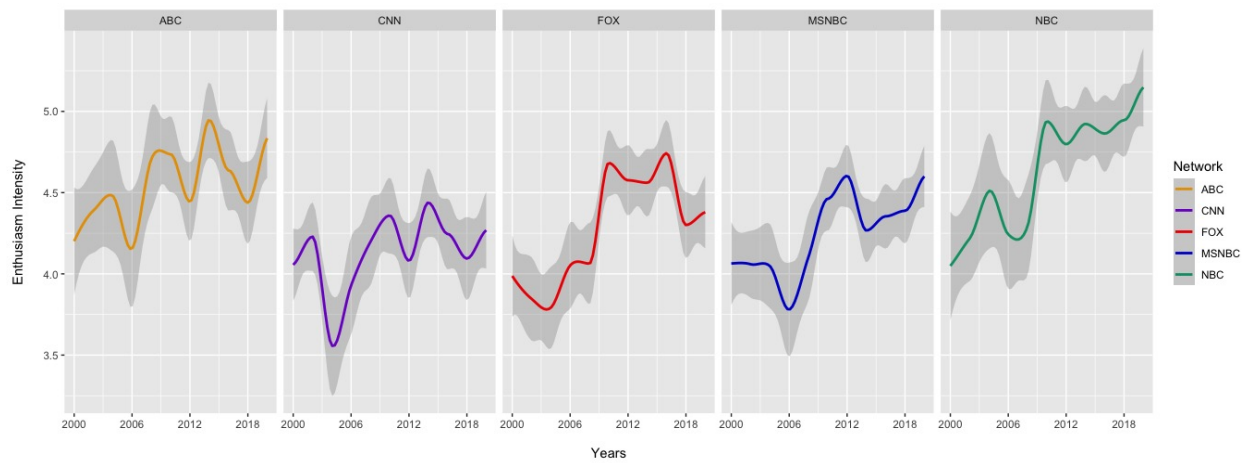 ABC CNN FOX MSNBC NBC
5.0
4.5
4.0
3.5
Enthusiasm Intensity
2000 2006 2012 2018 2000 2006 2012 2018 2000 2006 2012 2018 2000 2006 2012 2018 2000 2006 2012 2018
Years
Network
ABC
CNN
FOX
MSNBC
NBC